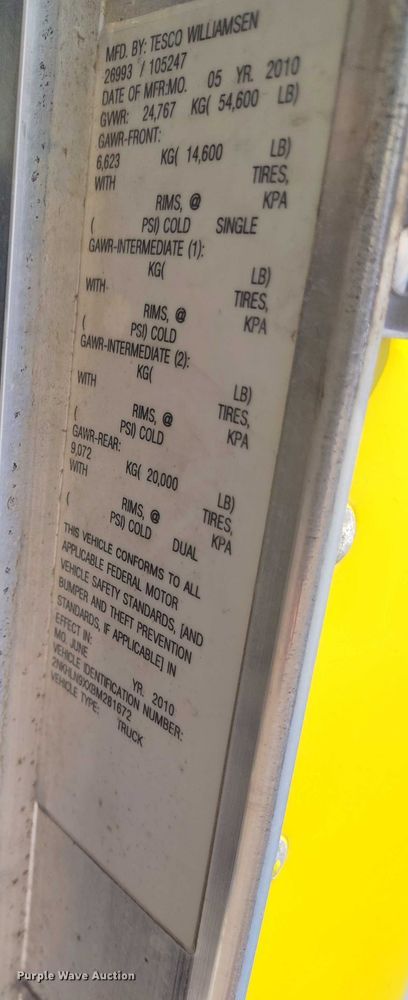 MFD. BY: TESCO WILLIAMSEN
26993 / 105247
DATE OF MFR:MO. 05 YR. 2010
GVWR: 24,767 KG( 54,600 LB)
GAWR-FRONT:
6,623 KG( 14,600 LB)
WITH TIRES,
RIMS, @ KPA
( PSI) COLD SINGLE
GAWR-INTERMEDIATE (1):
KG( LB)
WITH TIRES,
RIMS, @ KPA
( PSI) COLD
GAWR-INTERMEDIATE (2):
KG( LB)
WITH TIRES,
RIMS, @ KPA
( PSI) COLD
GAWR-REAR:
9,072 KG( 20,000 LB)
WITH TIRES,
RIMS, @ KPA
( PSI) COLD DUAL
THIS VEHICLE CONFORMS TO ALL
APPLICABLE FEDERAL MOTOR
VEHICLE SAFETY STANDARDS, [AND
BUMPER AND THEFT PREVENTION
STANDARDS, IF APPLICABLE] IN
EFFECT IN:
MO. JUNE YR. 2010
VEHICLE IDENTIFICATION NUMBER:
2NKHLN9X/XBM281672
VEHICLE TYPE: TRUCK
Purple Wave Auction